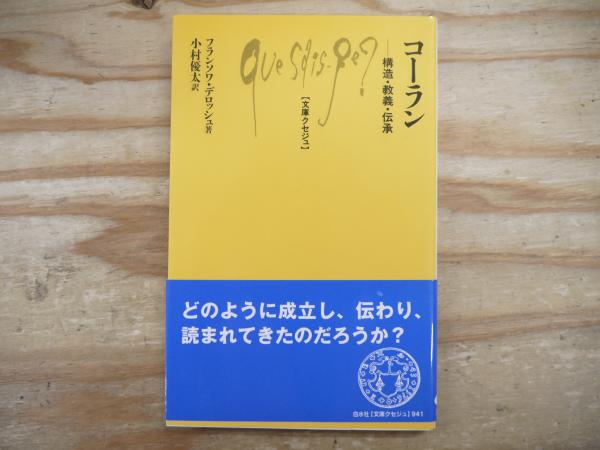 コーラン
──構造・教義・伝承
que sais-je?
[文庫クセジュ]
フランソワ・デロッシュ著
小村優太訳
どのように成立し、伝わり、
読まれてきたのだろうか?
白水社[文庫クセジュ]941